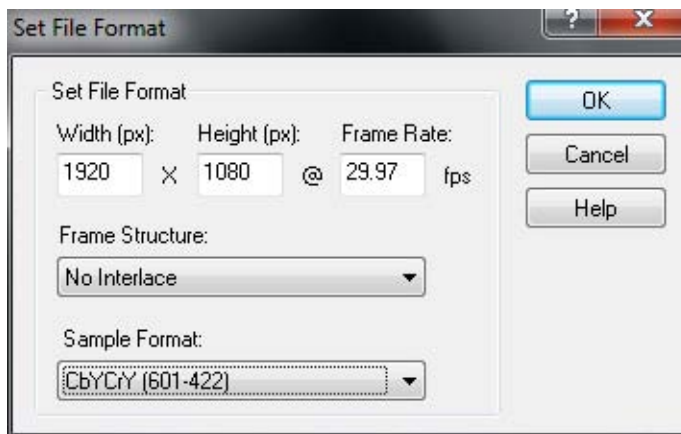 Set File Format
? X
Set File Format
OK
Width (px): Height (px): Frame Rate:
1920 X 1080 @ 29.97 fps
Cancel
Help
Frame Structure:
No Interlace
Sample Format:
CbYCrY (601-422)